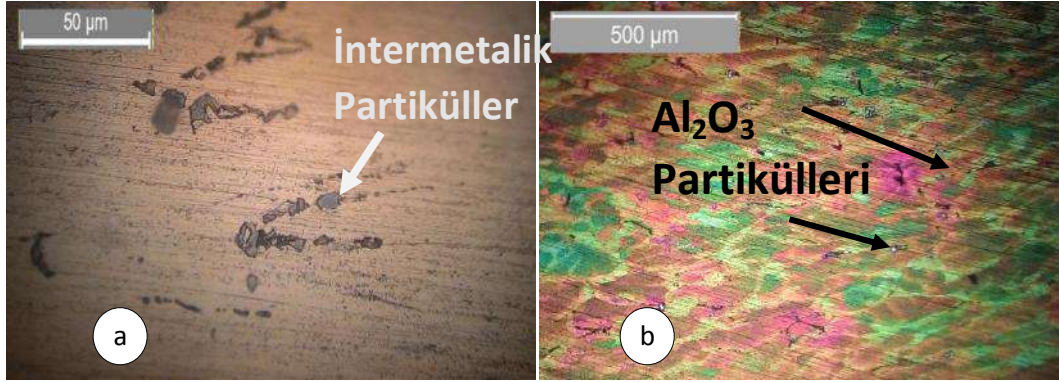 50 µm
İntermetalik
Partiküller
a
500 µm
Al₂O₃
Partikülleri
b